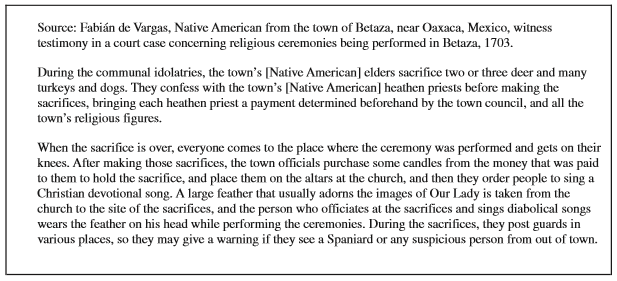 Source: Fabián de Vargas, Native American from the town of Betaza, near Oaxaca, Mexico, witness
testimony in a court case concerning religious ceremonies being performed in Betaza, 1703.
During the communal idolatries, the town's [Native American] elders sacrifice two or three deer and many
turkeys and dogs. They confess with the town's [Native American] heathen priests before making the
sacrifices, bringing each heathen priest a payment determined beforehand by the town council, and all the
town's religious figures.
When the sacrifice is over, everyone comes to the place where the ceremony was performed and gets on their
knees. After making those sacrifices, the town officials purchase some candles from the money that was paid
to them to hold the sacrifice, and place them on the altars at the church, and then they order people to sing a
Christian devotional song. A large feather that usually adorns the images of Our Lady is taken from the
church to the site of the sacrifices, and the person who officiates at the sacrifices and sings diabolical songs
wears the feather on his head while performing the ceremonies. During the sacrifices, they post guards in
various places, so they may give a warning if they see a Spaniard or any suspicious person from out of town.